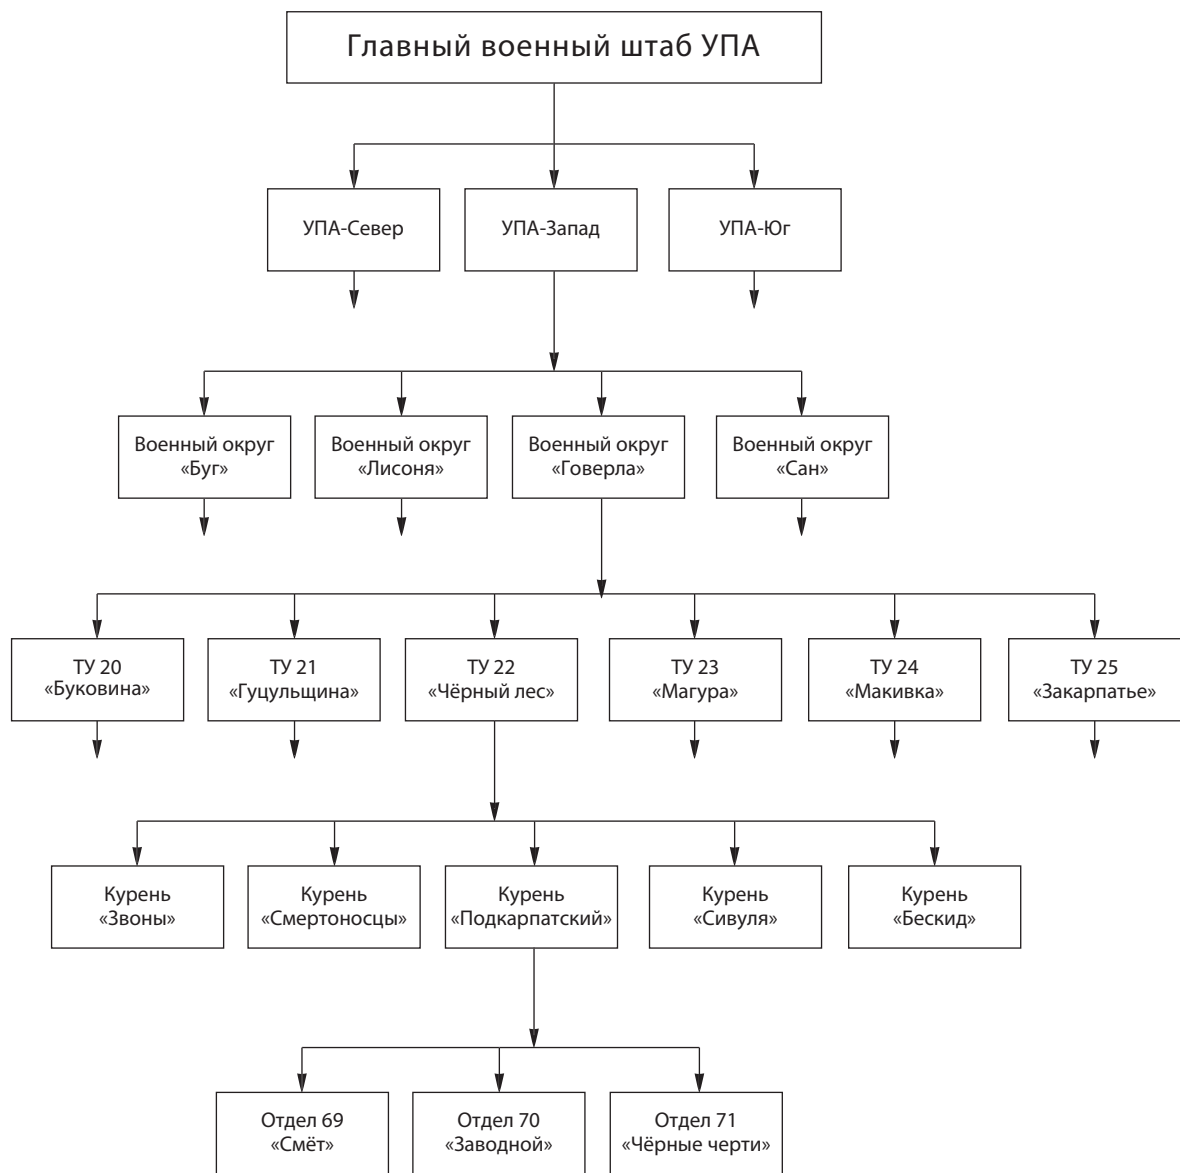 Главный военный штаб УПА
УПА-Север
УПА-Запад
УПА-Юг
Военный округ
«Буг»
Военный округ
«Лисоня»
Военный округ
«Говерла»
Военный округ
«Сан»
ТУ 20
«Буковина»
ТУ 21
«Гуцульщина»
ТУ 22
«Чёрный лес»
ТУ 23
«Магура»
ТУ 24
«Макивка»
ТУ 25
«Закарпатье»
Курень
«Звоны»
Курень
«Смертоносцы»
Курень
«Подкарпатский»
Курень
«Сивуля»
Курень
«Бескид»
Отдел 69
«Смёт»
Отдел 70
«Заводной»
Отдел 71
«Чёрные черти»